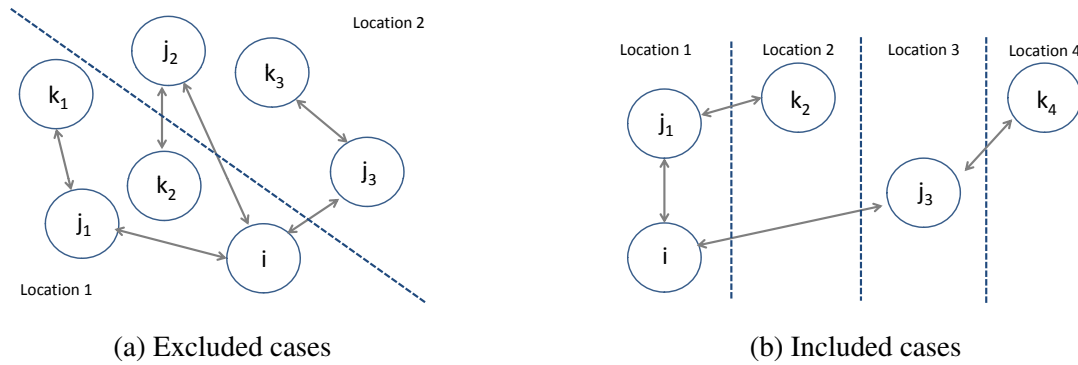 Location 2
j2
k3
k1
k2
j3
j1
i
Location 1
(a) Excluded cases
Location 1 Location 2 Location 3 Location 4
k2
k4
j1
j3
i
(b) Included cases